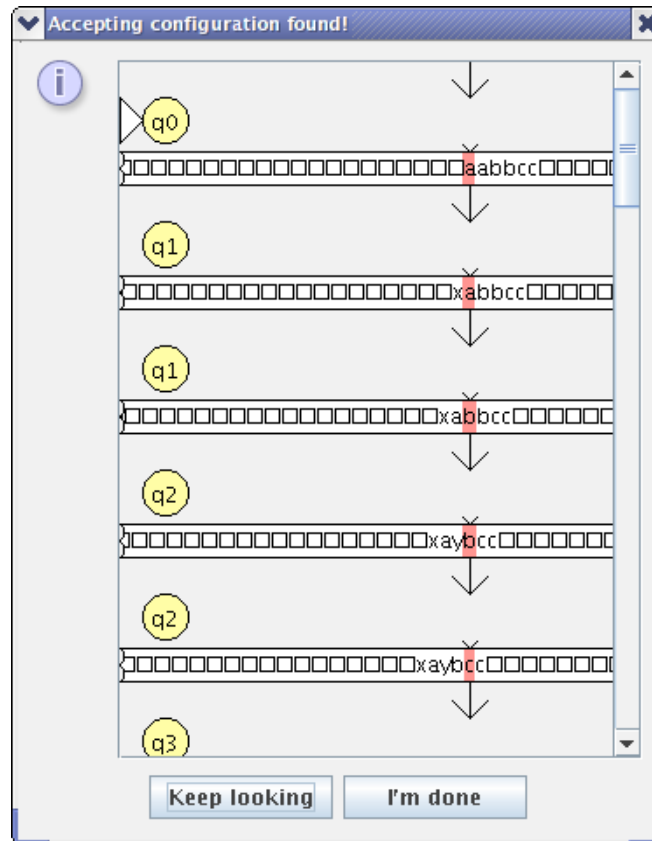 Accepting configuration found!
i
q0
aabbcc
q1
xabbcc
q1
xabbcc
q2
xaybcc
q2
xaybcc
q3
Keep looking
I'm done